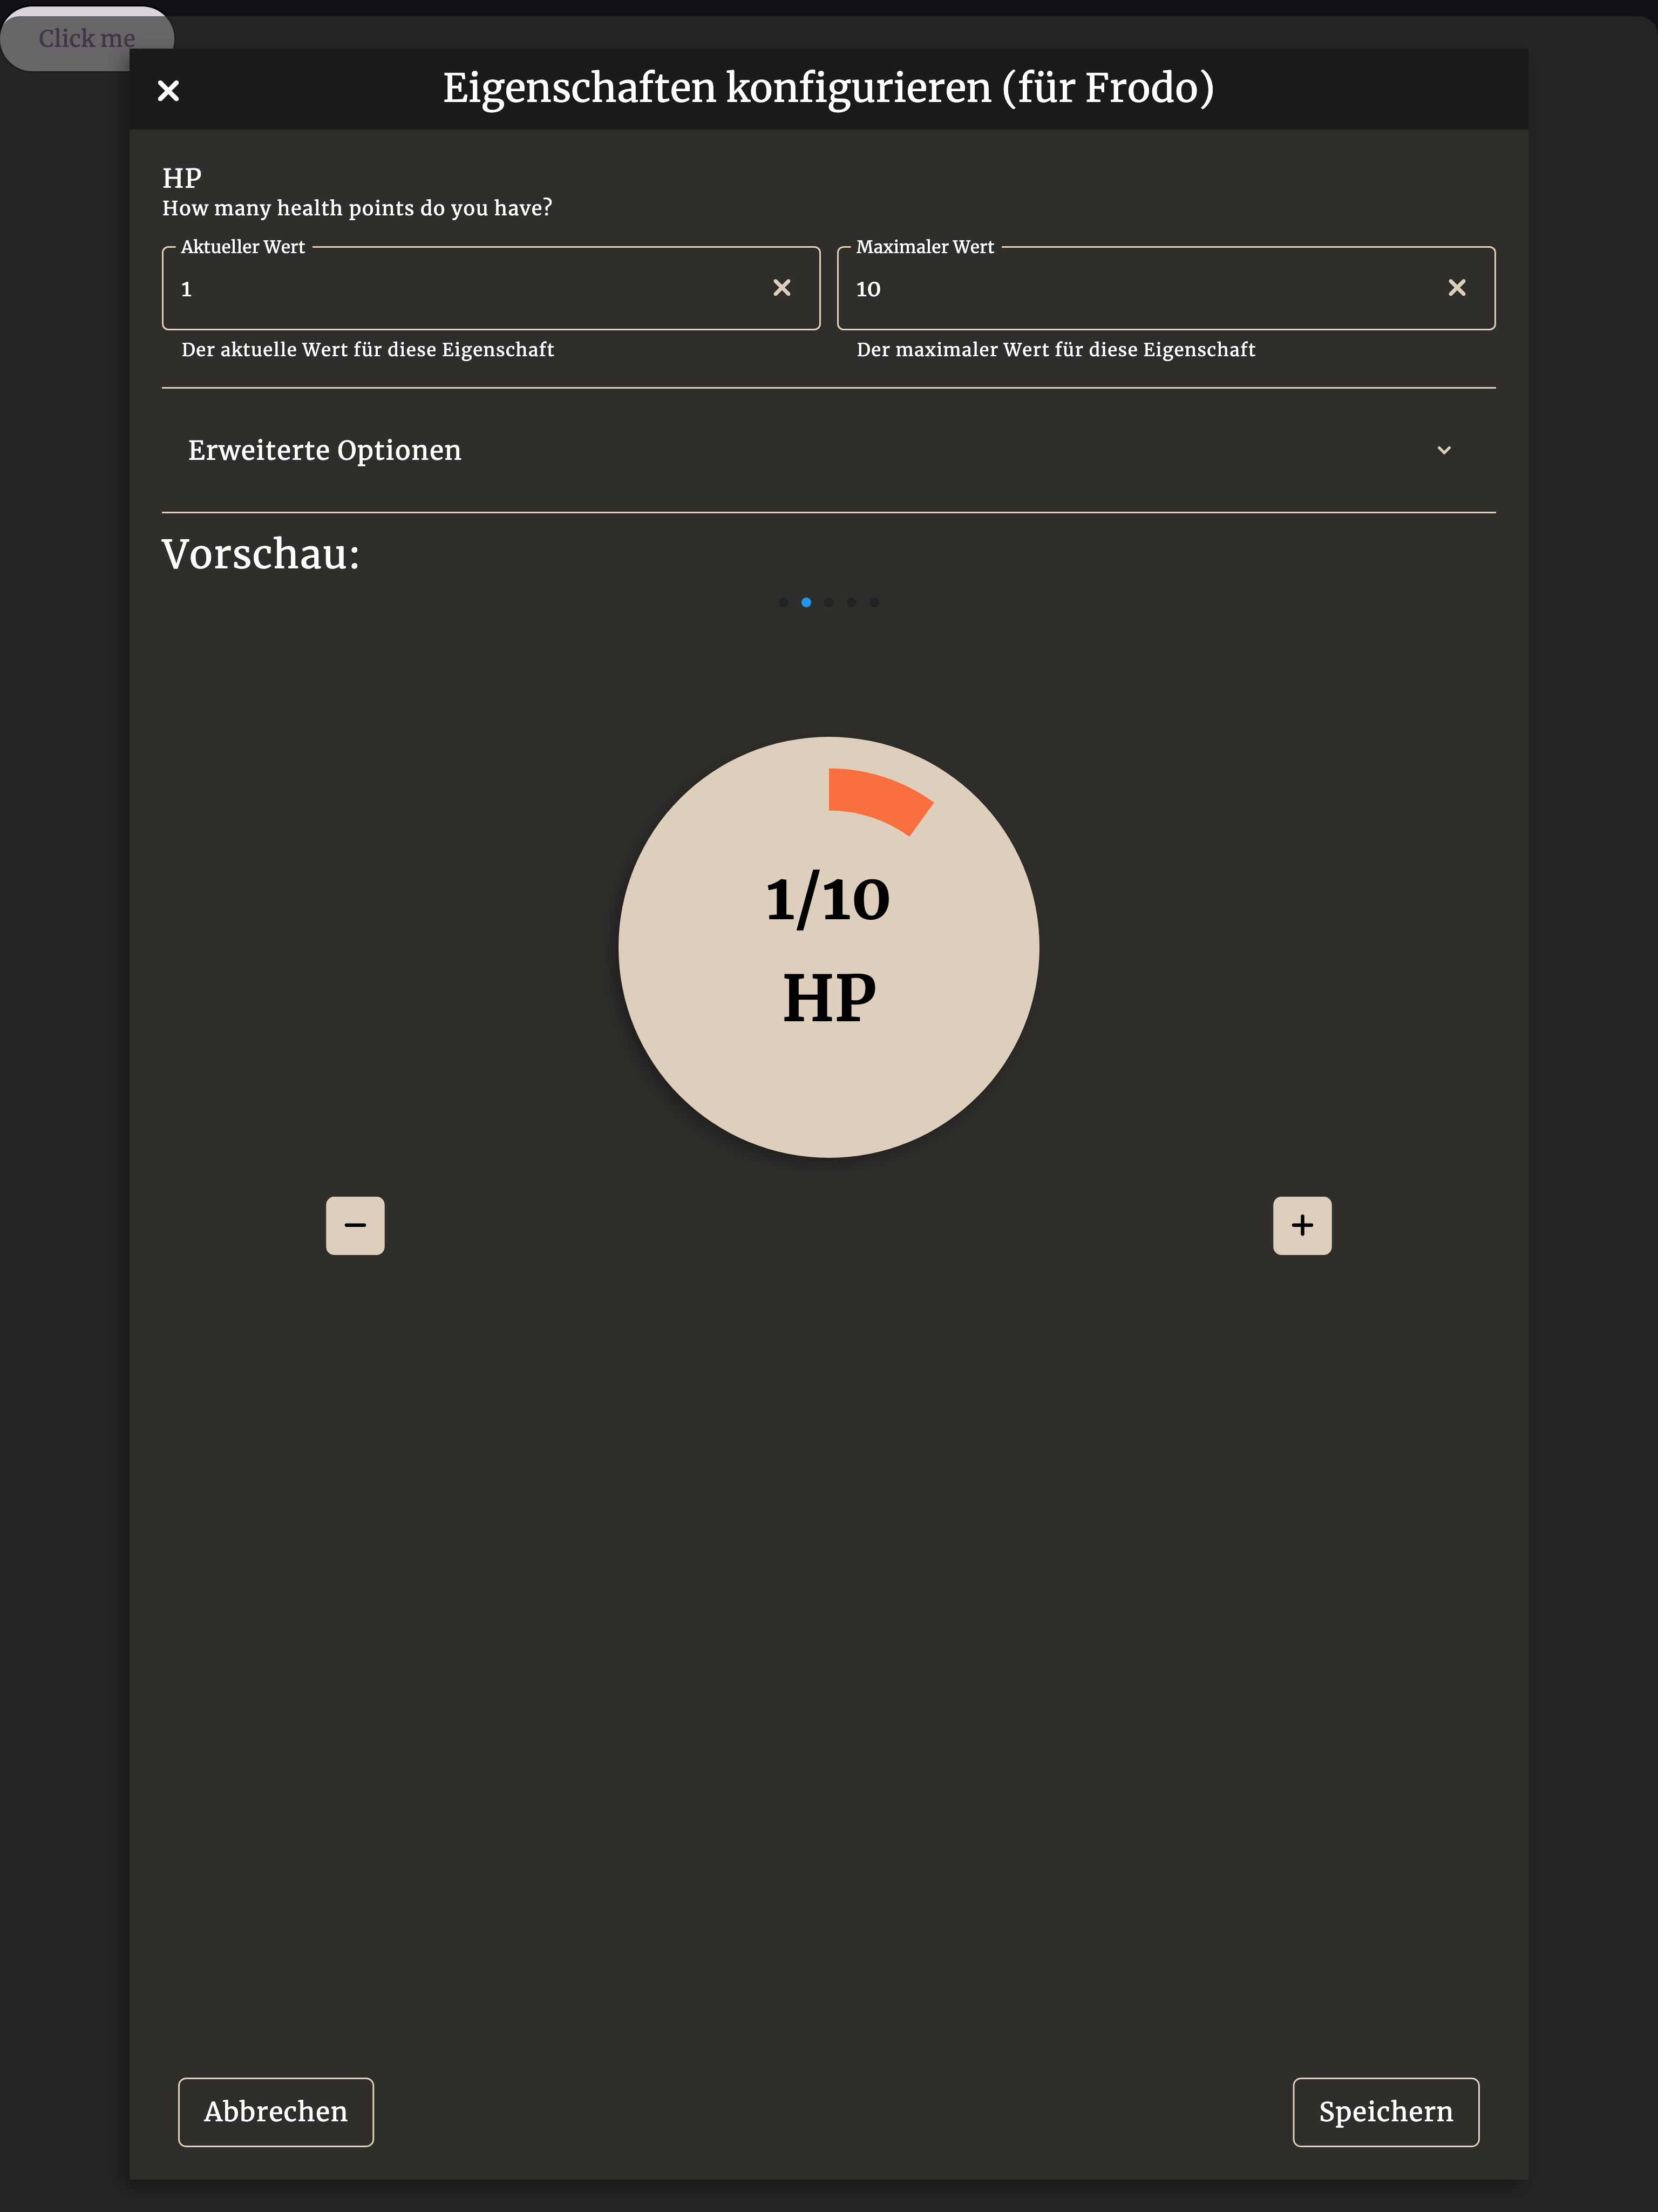 Click me
Eigenschaften konfigurieren (für Frodo)
HP
How many health points do you have?
Aktueller Wert
1
Der aktuelle Wert für diese Eigenschaft
Maximaler Wert
10
Der maximaler Wert für diese Eigenschaft
Erweiterte Optionen
Vorschau:
1/10
HP
Abbrechen
Speichern